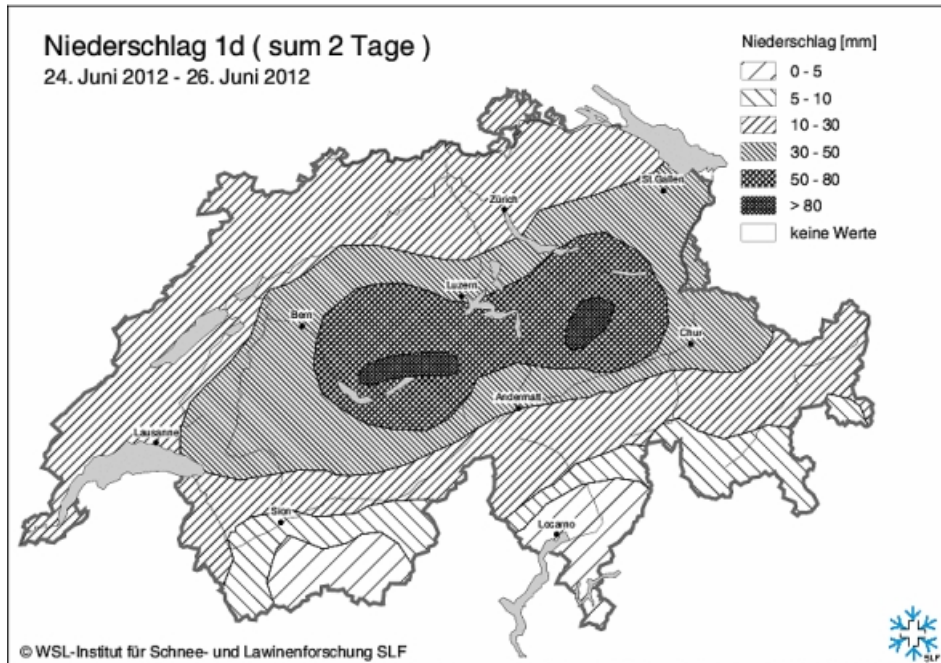 Niederschlag 1d ( sum 2 Tage )
24. Juni 2012 - 26. Juni 2012
Niederschlag [mm]
0 - 5
5 - 10
10 - 30
30 - 50
50 - 80
> 80
keine Werte
St.Gallen
Zürich
Luzern
Bern
Chur
Andermatt
Lausanne
Sion
Locarno
© WSL-Institut für Schnee- und Lawinenforschung SLF
SLF